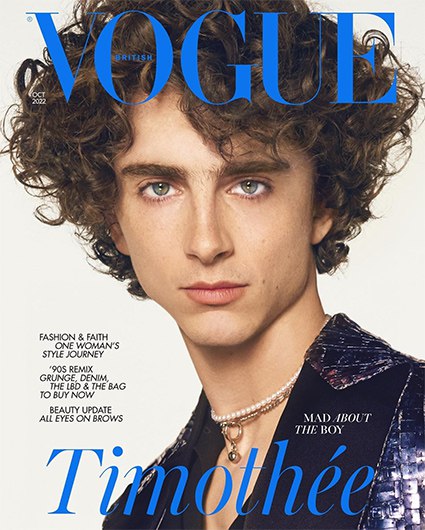 VOGUE
®
BRITISH
OCT
2022
FASHION & FAITH
ONE WOMAN'S
STYLE JOURNEY
'90S REMIX
GRUNGE, DENIM,
THE LBD & THE BAG
TO BUY NOW
BEAUTY UPDATE
ALL EYES ON BROWS
MAD ABOUT
THE BOY
Timothée